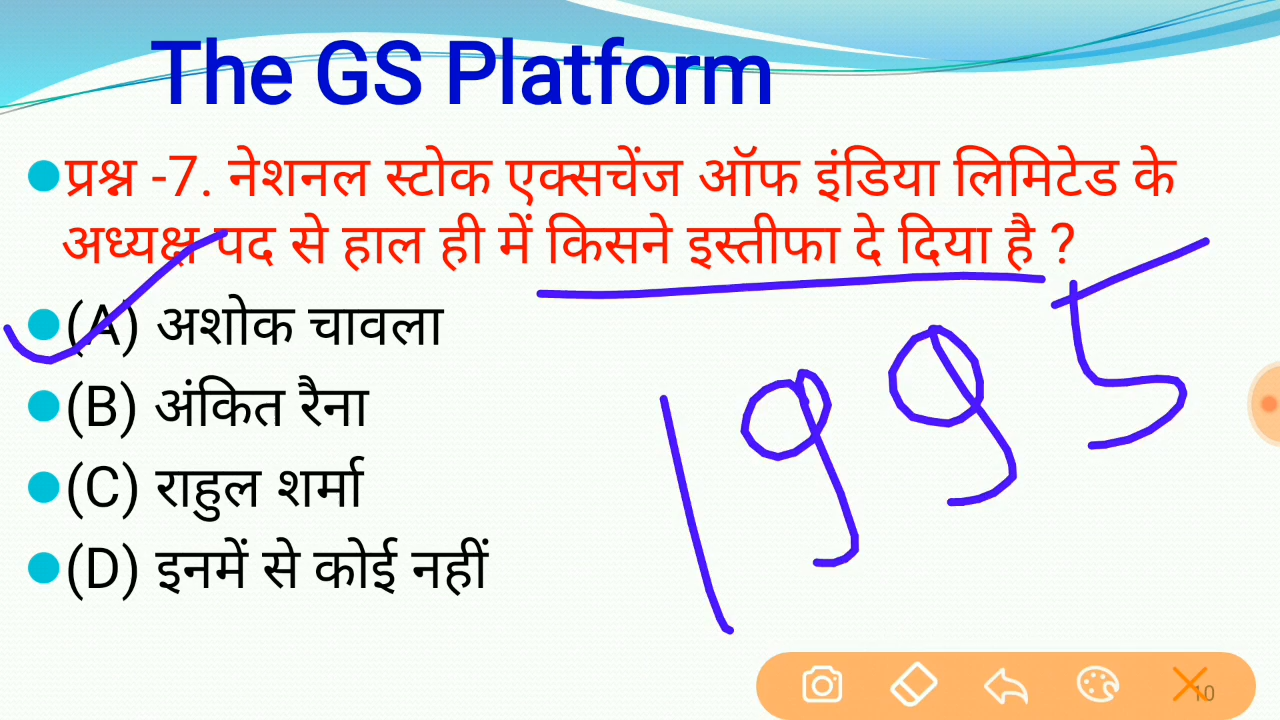 The GS Platform
प्रश्न -7. नेशनल स्टोक एक्सचेंज ऑफ इंडिया लिमिटेड के
अध्यक्ष पद से हाल ही में किसने इस्तीफा दे दिया है ?
(A) अशोक चावला
(B) अंकित रैना
(C) राहुल शर्मा
(D) इनमें से कोई नहीं
1995
10